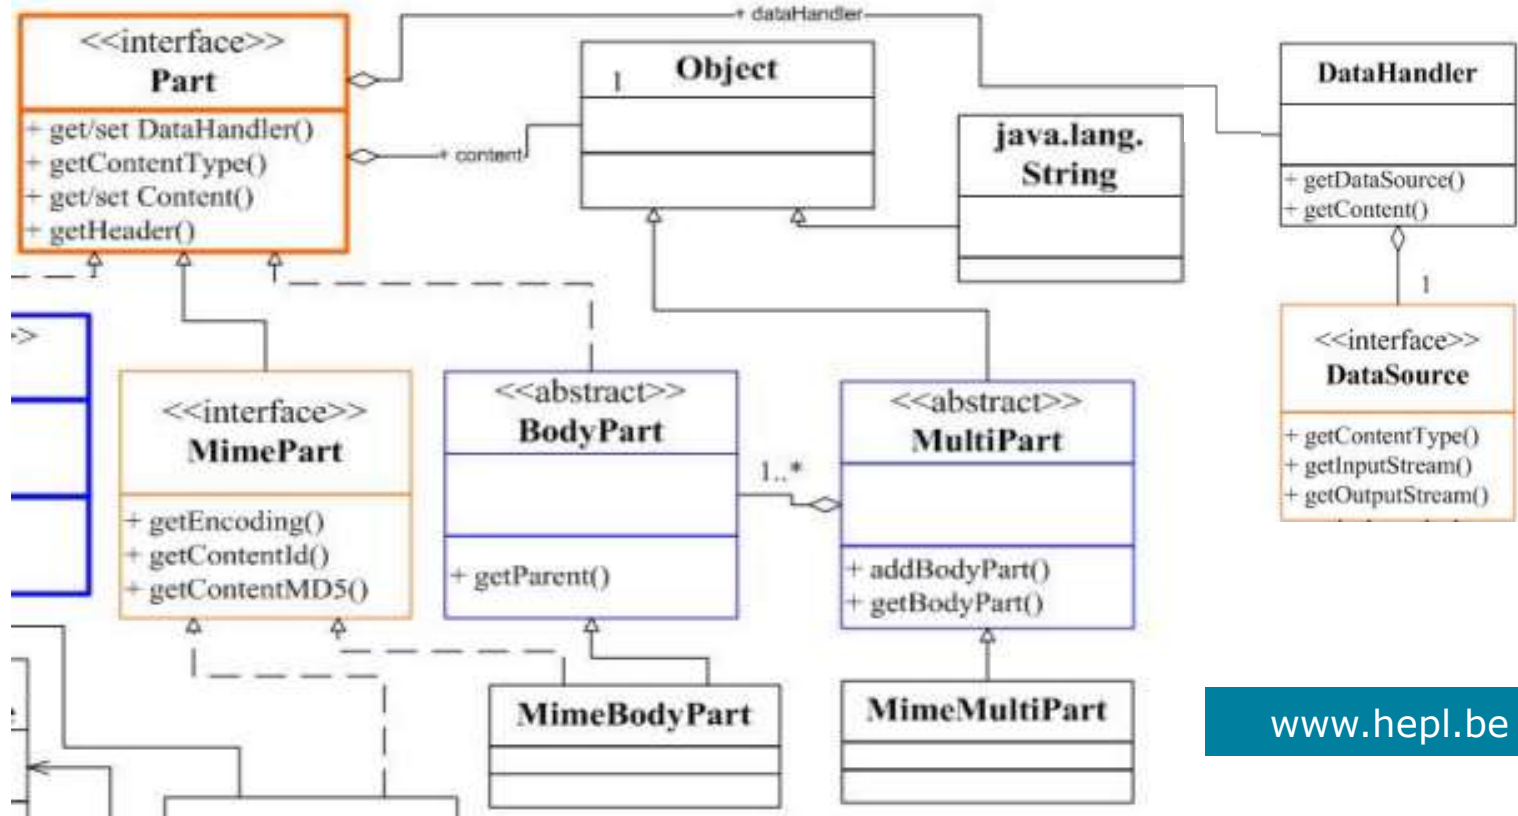 + dataHandler
<<interface>>
Part
+ get/set DataHandler()
+ getContentType()
+ get/set Content()
+ getHeader()
+ content
1
Object
java.lang.
String
DataHandler
+ getDataSource()
+ getContent()
1
<<interface>>
DataSource
+ getContentType()
+ getInputStream()
+ getOutputStream()
>>
<<interface>>
MimePart
+ getEncoding()
+ getContentId()
+ getContentMD5()
<<abstract>>
BodyPart
+ getParent()
1..*
<<abstract>>
MultiPart
+ addBodyPart()
+ getBodyPart()
MimeBodyPart
MimeMultiPart
www.hepl.be